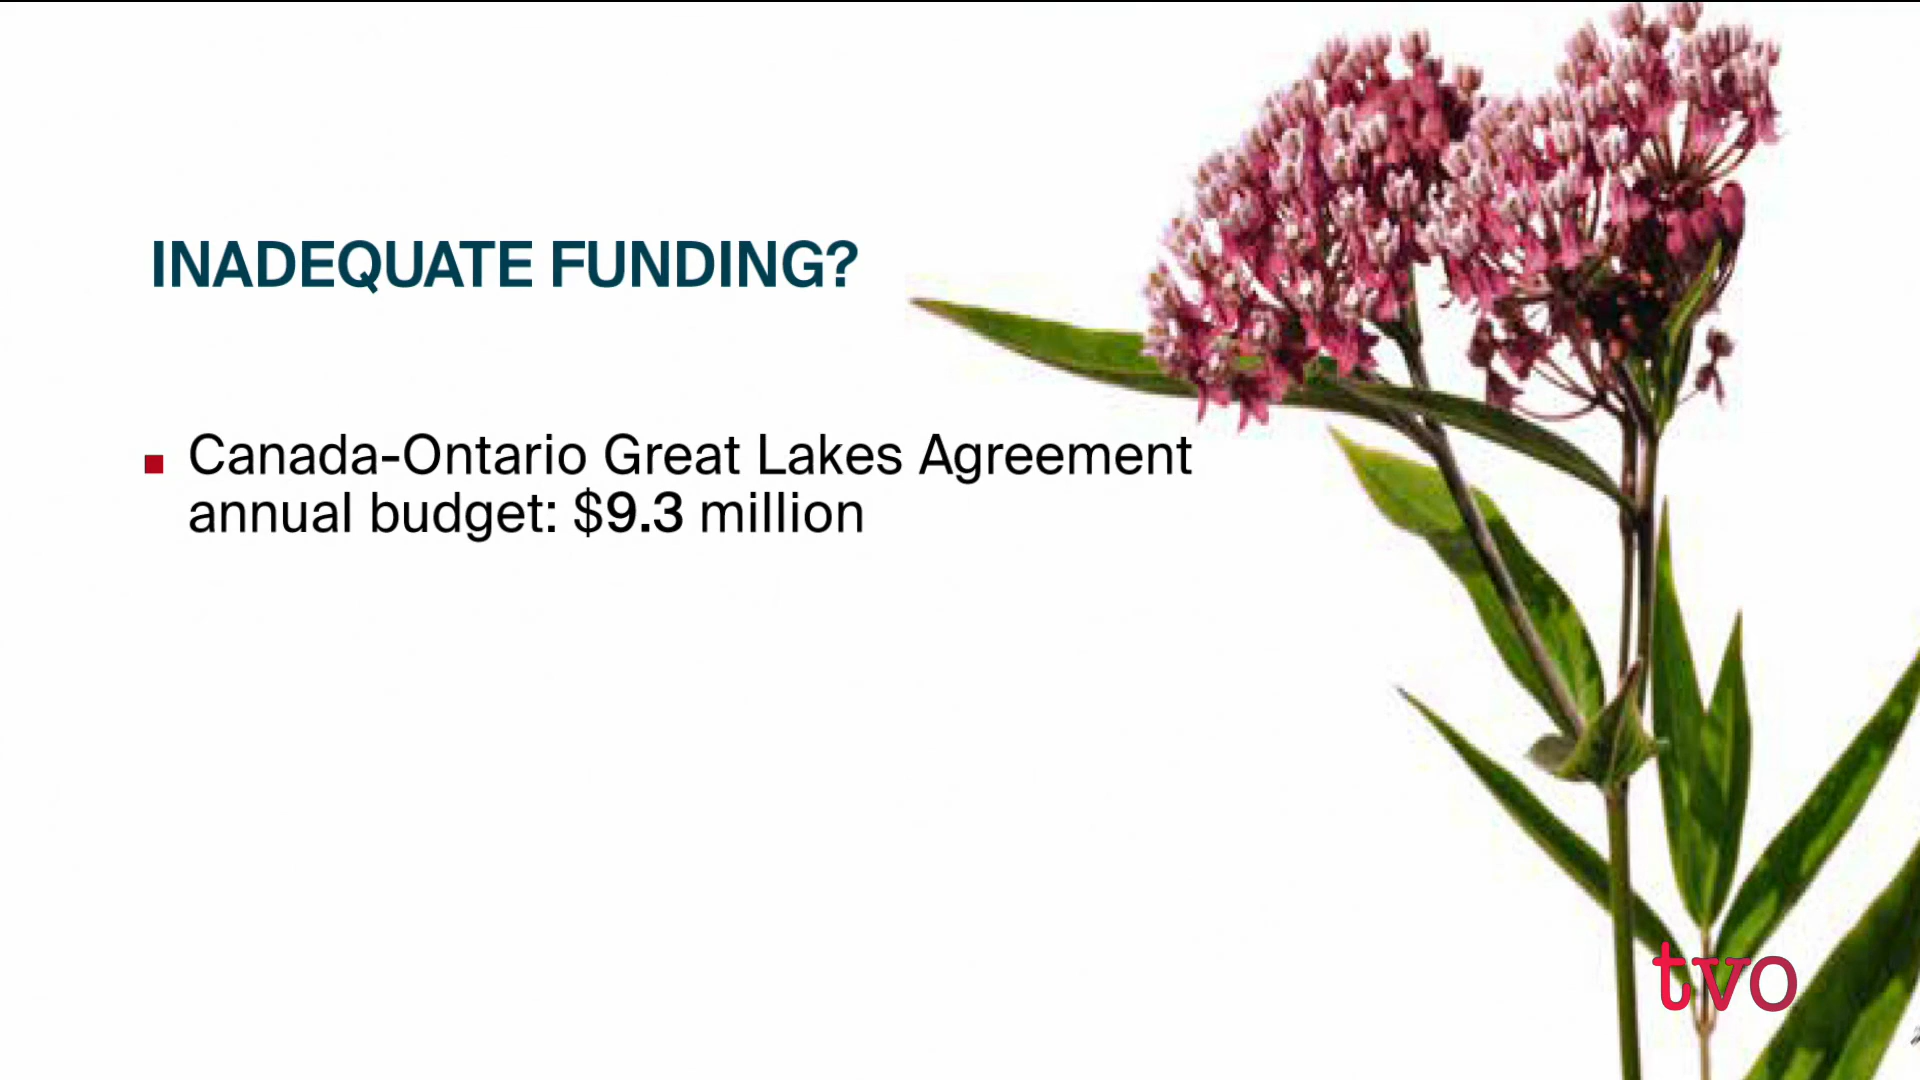 INADEQUATE FUNDING?
Canada-Ontario Great Lakes Agreement
annual budget: $9.3 million
tvo